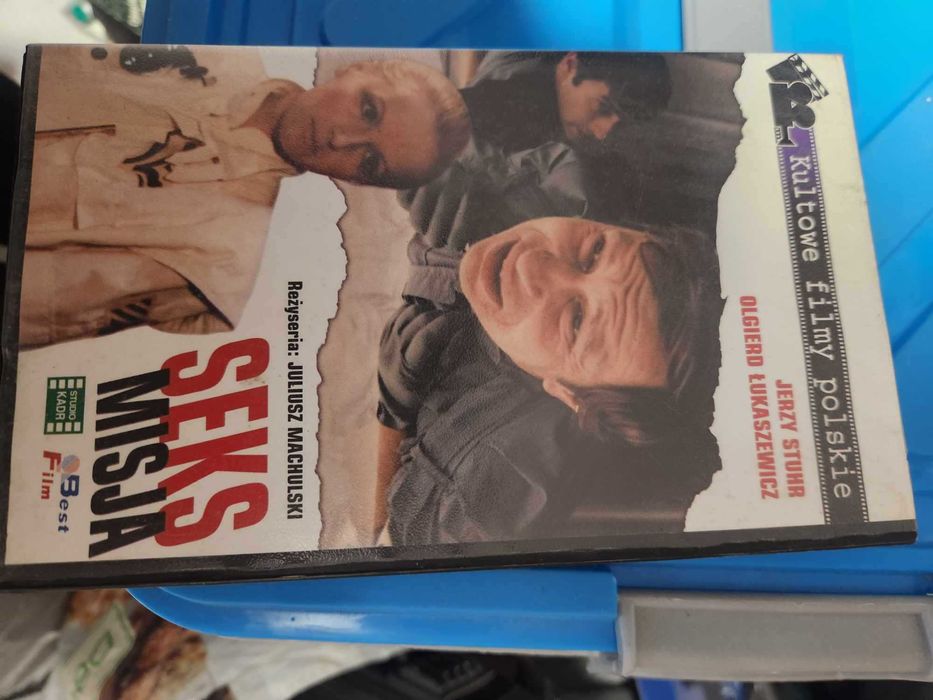 Kultowe filmy polskie
JERZY STUHR
OLGIERD ŁUKASZEWICZ
Reżyseria: JULIUSZ MACHULSKI
SEKS
MISJA
STUDIO
KADR
Best
Film